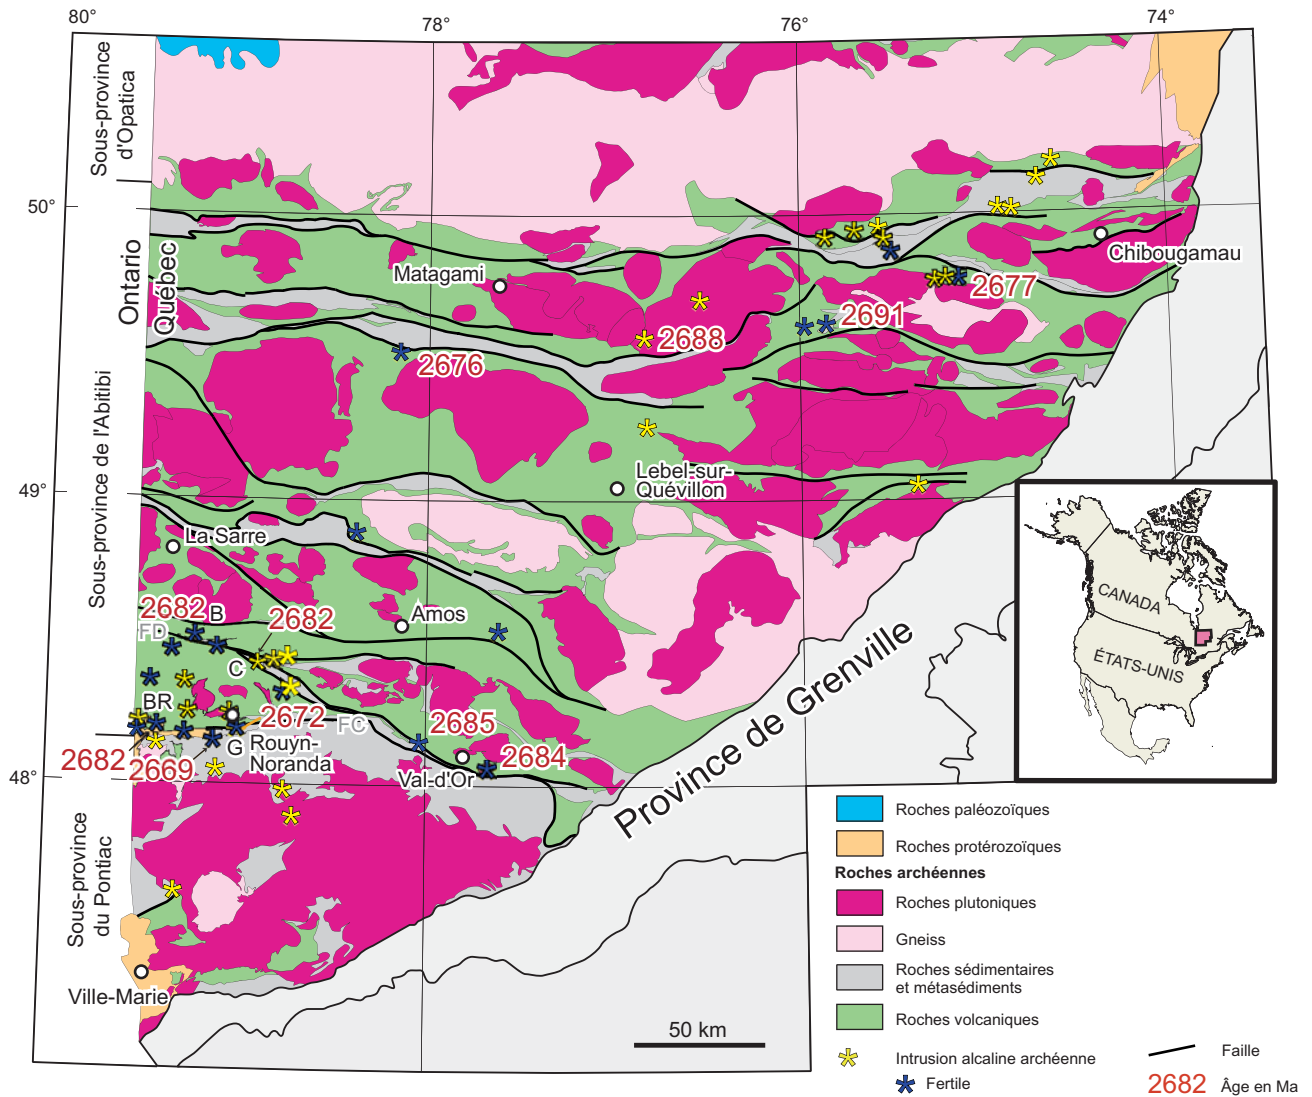 80°
78°
76°
74°
Sous-province
d'Opatica
50°
Ontario
Québec
Matagami
Chibougamau
2677
2691
2688
2676
Sous-province de l'Abitibi
Lebel-sur-
Quévillon
49°
La Sarre
CANADA
ÉTATS-UNIS
2682
B
2682
Amos
FD
C
BR
2672
FC
2685
G
Rouyn-
Noranda
2682
2669
2684
48°
Val-d'Or
Province de Grenville
Sous-province
du Pontiac
Ville-Marie
50 km
Roches paléozoïques
Roches protérozoïques
Roches archéennes
Roches plutoniques
Gneiss
Roches sédimentaires
et métasédiments
Roches volcaniques
Intrusion alcaline archéenne
Fertile
Faille
2682
Âge en Ma